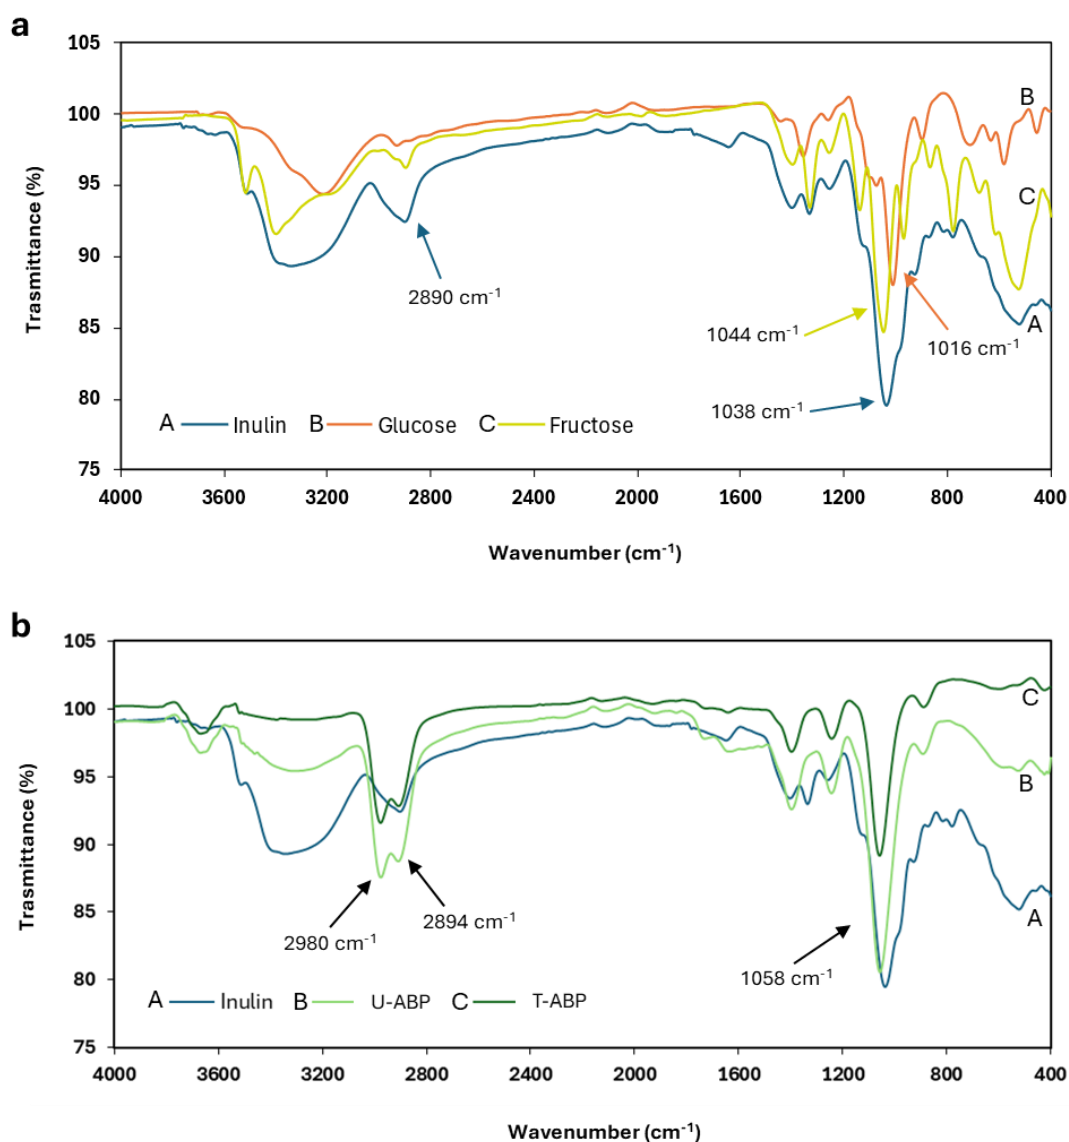 a
105
100
95
90
85
80
75
Trasmittance (%)
2890 cm-1
1044 cm-1
1016 cm-1
1038 cm-1
B
C
A
A Inulin B Glucose C Fructose
4000 3600 3200 2800 2400 2000 1600 1200 800 400
Wavenumber (cm-1)
b
105
100
95
90
85
80
75
Trasmittance (%)
C
B
A
2980 cm-1
2894 cm-1
1058 cm-1
A Inulin B U-ABP C T-ABP
4000 3600 3200 2800 2400 2000 1600 1200 800 400
Wavenumber (cm-1)